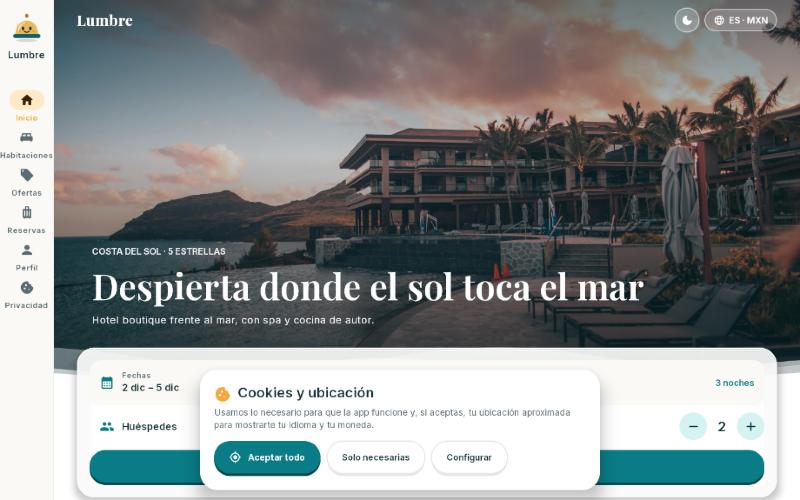 Lumbre
Inicio
Habitaciones
Ofertas
Reservas
Perfil
Privacidad
Lumbre
ES · MXN
COSTA DEL SOL · 5 ESTRELLAS
Despierta donde el sol toca el mar
Hotel boutique frente al mar, con spa y cocina de autor.
Fechas
2 dic – 5 dic
3 noches
Huéspedes
2
Cookies y ubicación
Usamos lo necesario para que la app funcione y, si aceptas, tu ubicación aproximada
para mostrarte tu idioma y tu moneda.
Aceptar todo
Solo necesarias
Configurar